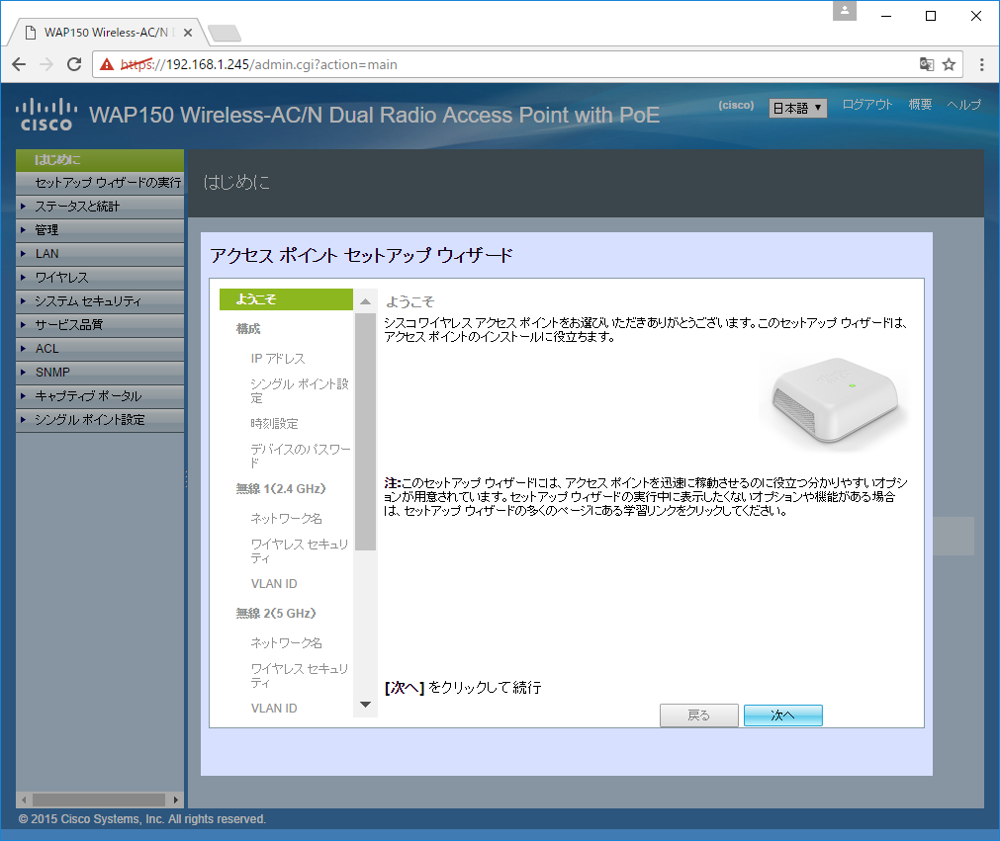 WAP150 Wireless-AC/N
https://192.168.1.245/admin.cgi?action=main
CISCO
WAP150 Wireless-AC/N Dual Radio Access Point with PoE
(cisco)
日本語
ログアウト
概要
ヘルプ
はじめに
セットアップ ウィザードの実行
ステータスと統計
管理
LAN
ワイヤレス
システム セキュリティ
サービス品質
ACL
SNMP
キャプティブ ポータル
シングル ポイント設定
はじめに
アクセス ポイント セットアップ ウィザード
ようこそ
構成
IP アドレス
シングル ポイント設
定
時刻設定
デバイスのパスワー
ド
無線 1(2.4 GHz)
ネットワーク名
ワイヤレス セキュリ
ティ
VLAN ID
無線 2(5 GHz)
ネットワーク名
ワイヤレス セキュリ
ティ
VLAN ID
ようこそ
シスコワイヤレス アクセス ポイントをお選びいただきありがとうございます。このセットアップ ウィザードは、
アクセス ポイントのインストールに役立ちます。
注:このセットアップ ウィザードには、アクセス ポイントを迅速に稼動させるのに役立つ分かりやすいオプシ
ョンが用意されています。セットアップ ウィザードの実行中に表示したくないオプションや機能がある場合
は、セットアップ ウィザードの多くのページにある学習リンクをクリックしてください。
[次へ] をクリックして続行
戻る
次へ
© 2015 Cisco Systems, Inc. All rights reserved.